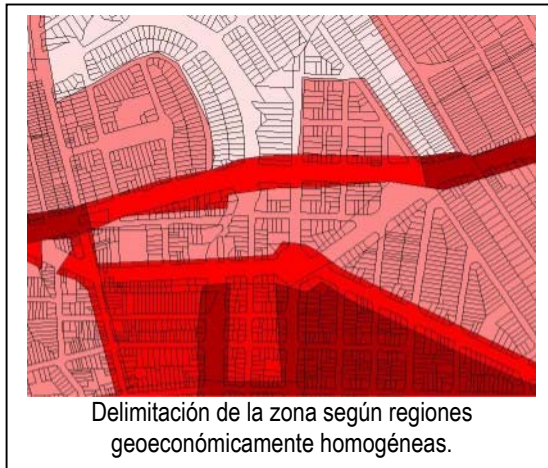 Delimitación de la zona según regiones
geoeconómicamente homogéneas.